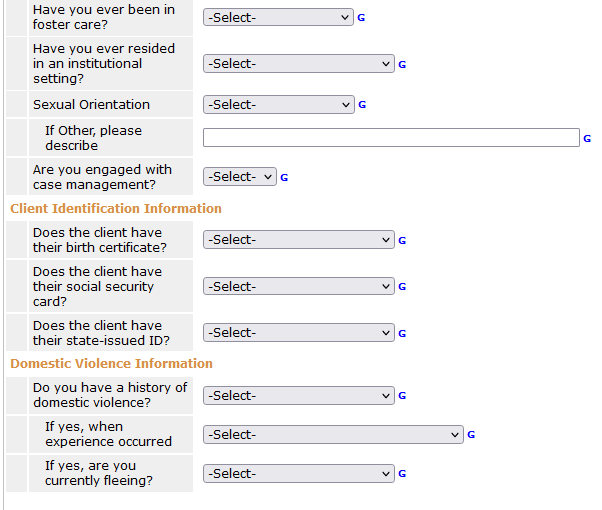 Have you ever been in
foster care?
-Select- G
Have you ever resided
in an institutional
setting?
-Select- G
Sexual Orientation
-Select- G
If Other, please
describe
G
Are you engaged with
case management?
-Select- G
Client Identification Information
Does the client have
their birth certificate?
-Select- G
Does the client have
their social security
card?
-Select- G
Does the client have
their state-issued ID?
-Select- G
Domestic Violence Information
Do you have a history of
domestic violence?
-Select- G
If yes, when
experience occurred
-Select- G
If yes, are you
currently fleeing?
-Select- G